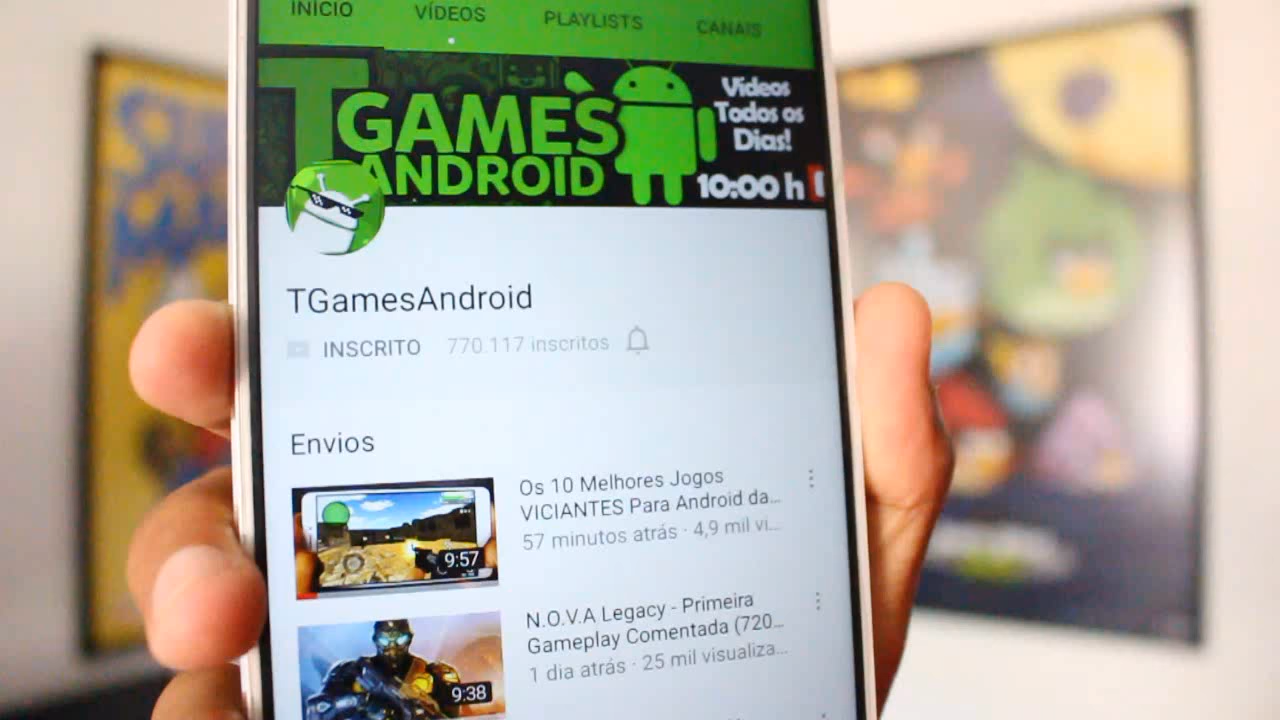 INÍCIO VÍDEOS PLAYLISTS CANAIS
T GAMES
ANDROID
Vídeos
Todos os
Dias!
10:00 h
TGamesAndroid
INSCRITO 770.117 inscritos
Envios
Os 10 Melhores Jogos
VICIANTES Para Android da...
57 minutos atrás · 4,9 mil vi...
9:57
N.O.V.A Legacy - Primeira
Gameplay Comentada (720...
1 dia atrás · 25 mil visualiza...
9:38